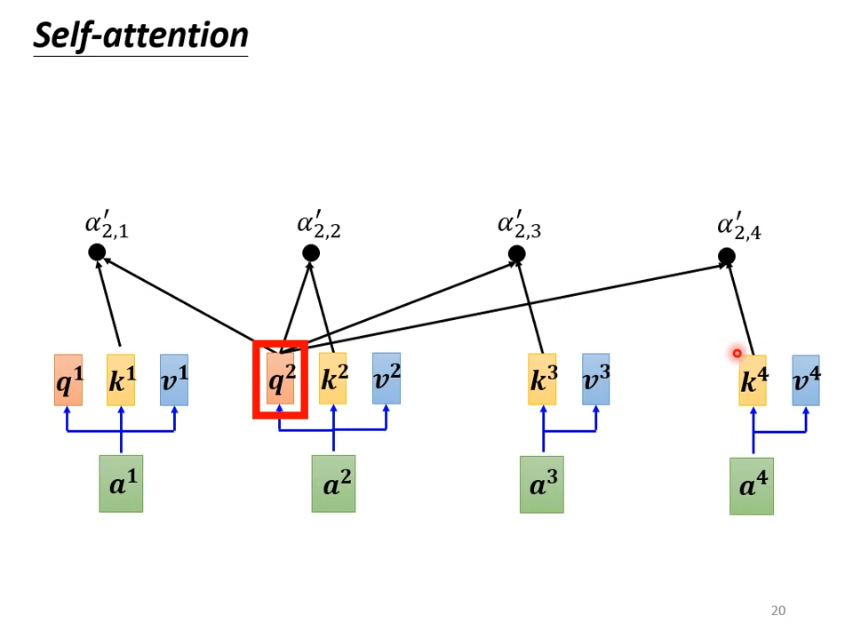 Self-attention
α′2,1 α′2,2 α′2,3 α′2,4
q¹ k¹ v¹ q² k² v² k³ v³ k⁴ v⁴
a¹ a² a³ a⁴
20